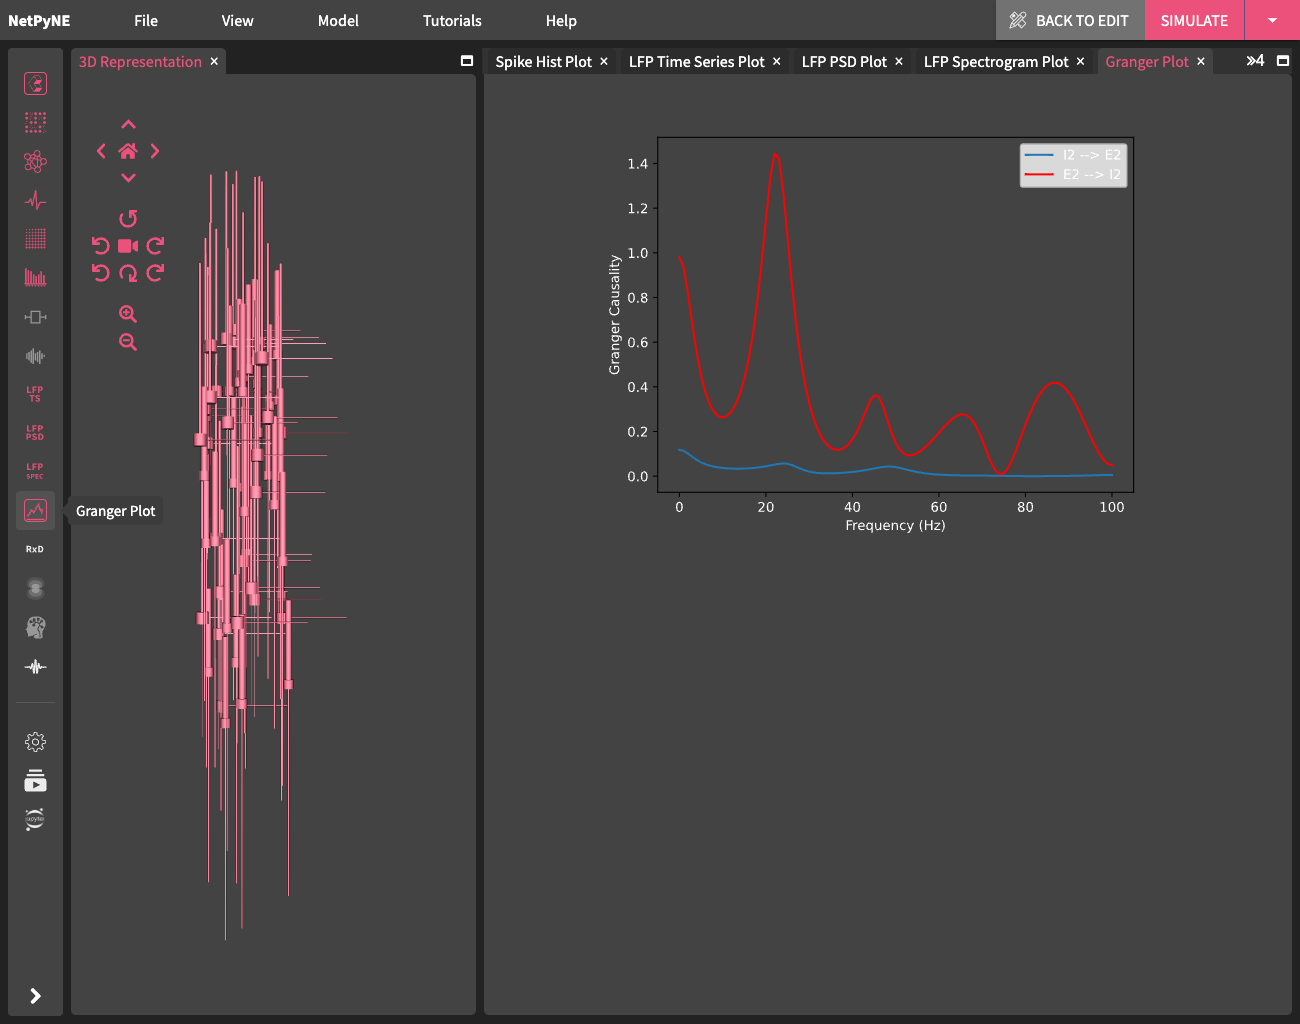 NetPyNE File View Model Tutorials Help BACK TO EDIT SIMULATE
3D Representation × Spike Hist Plot × LFP Time Series Plot × LFP PSD Plot × LFP Spectrogram Plot × Granger Plot × »4
LFP
TS
LFP
PSD
LFP
SPEC
Granger Plot
RxD
jupyter
I2 --> E2
E2 --> I2
1.4
1.2
1.0
0.8
0.6
0.4
0.2
0.0
Granger Causality
0 20 40 60 80 100
Frequency (Hz)